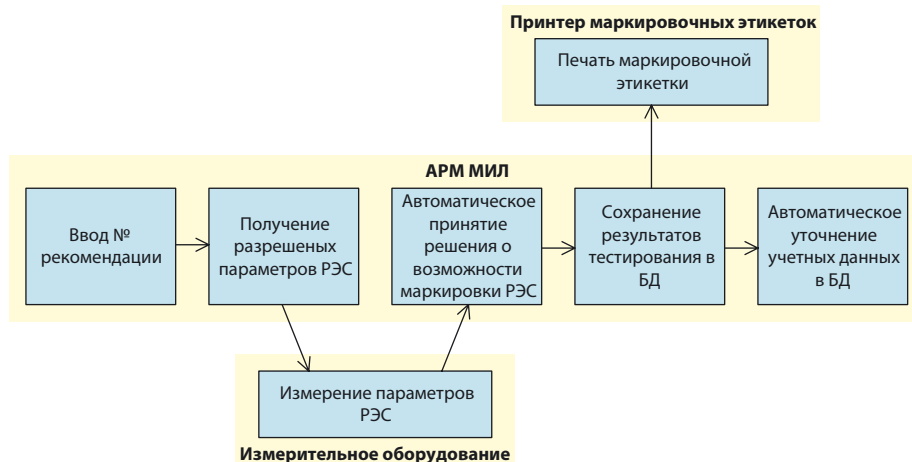 Принтер маркировочных этикеток
Печать маркировочной
этикетки
АРМ МИЛ
Ввод №
рекомендации
Получение
разрешеных
параметров РЭС
Автоматическое
принятие
решения о
возможности
маркировки РЭС
Сохранение
результатов
тестирования в
БД
Автоматическое
уточнение
учетных данных
в БД
Измерение параметров
РЭС
Измерительное оборудование